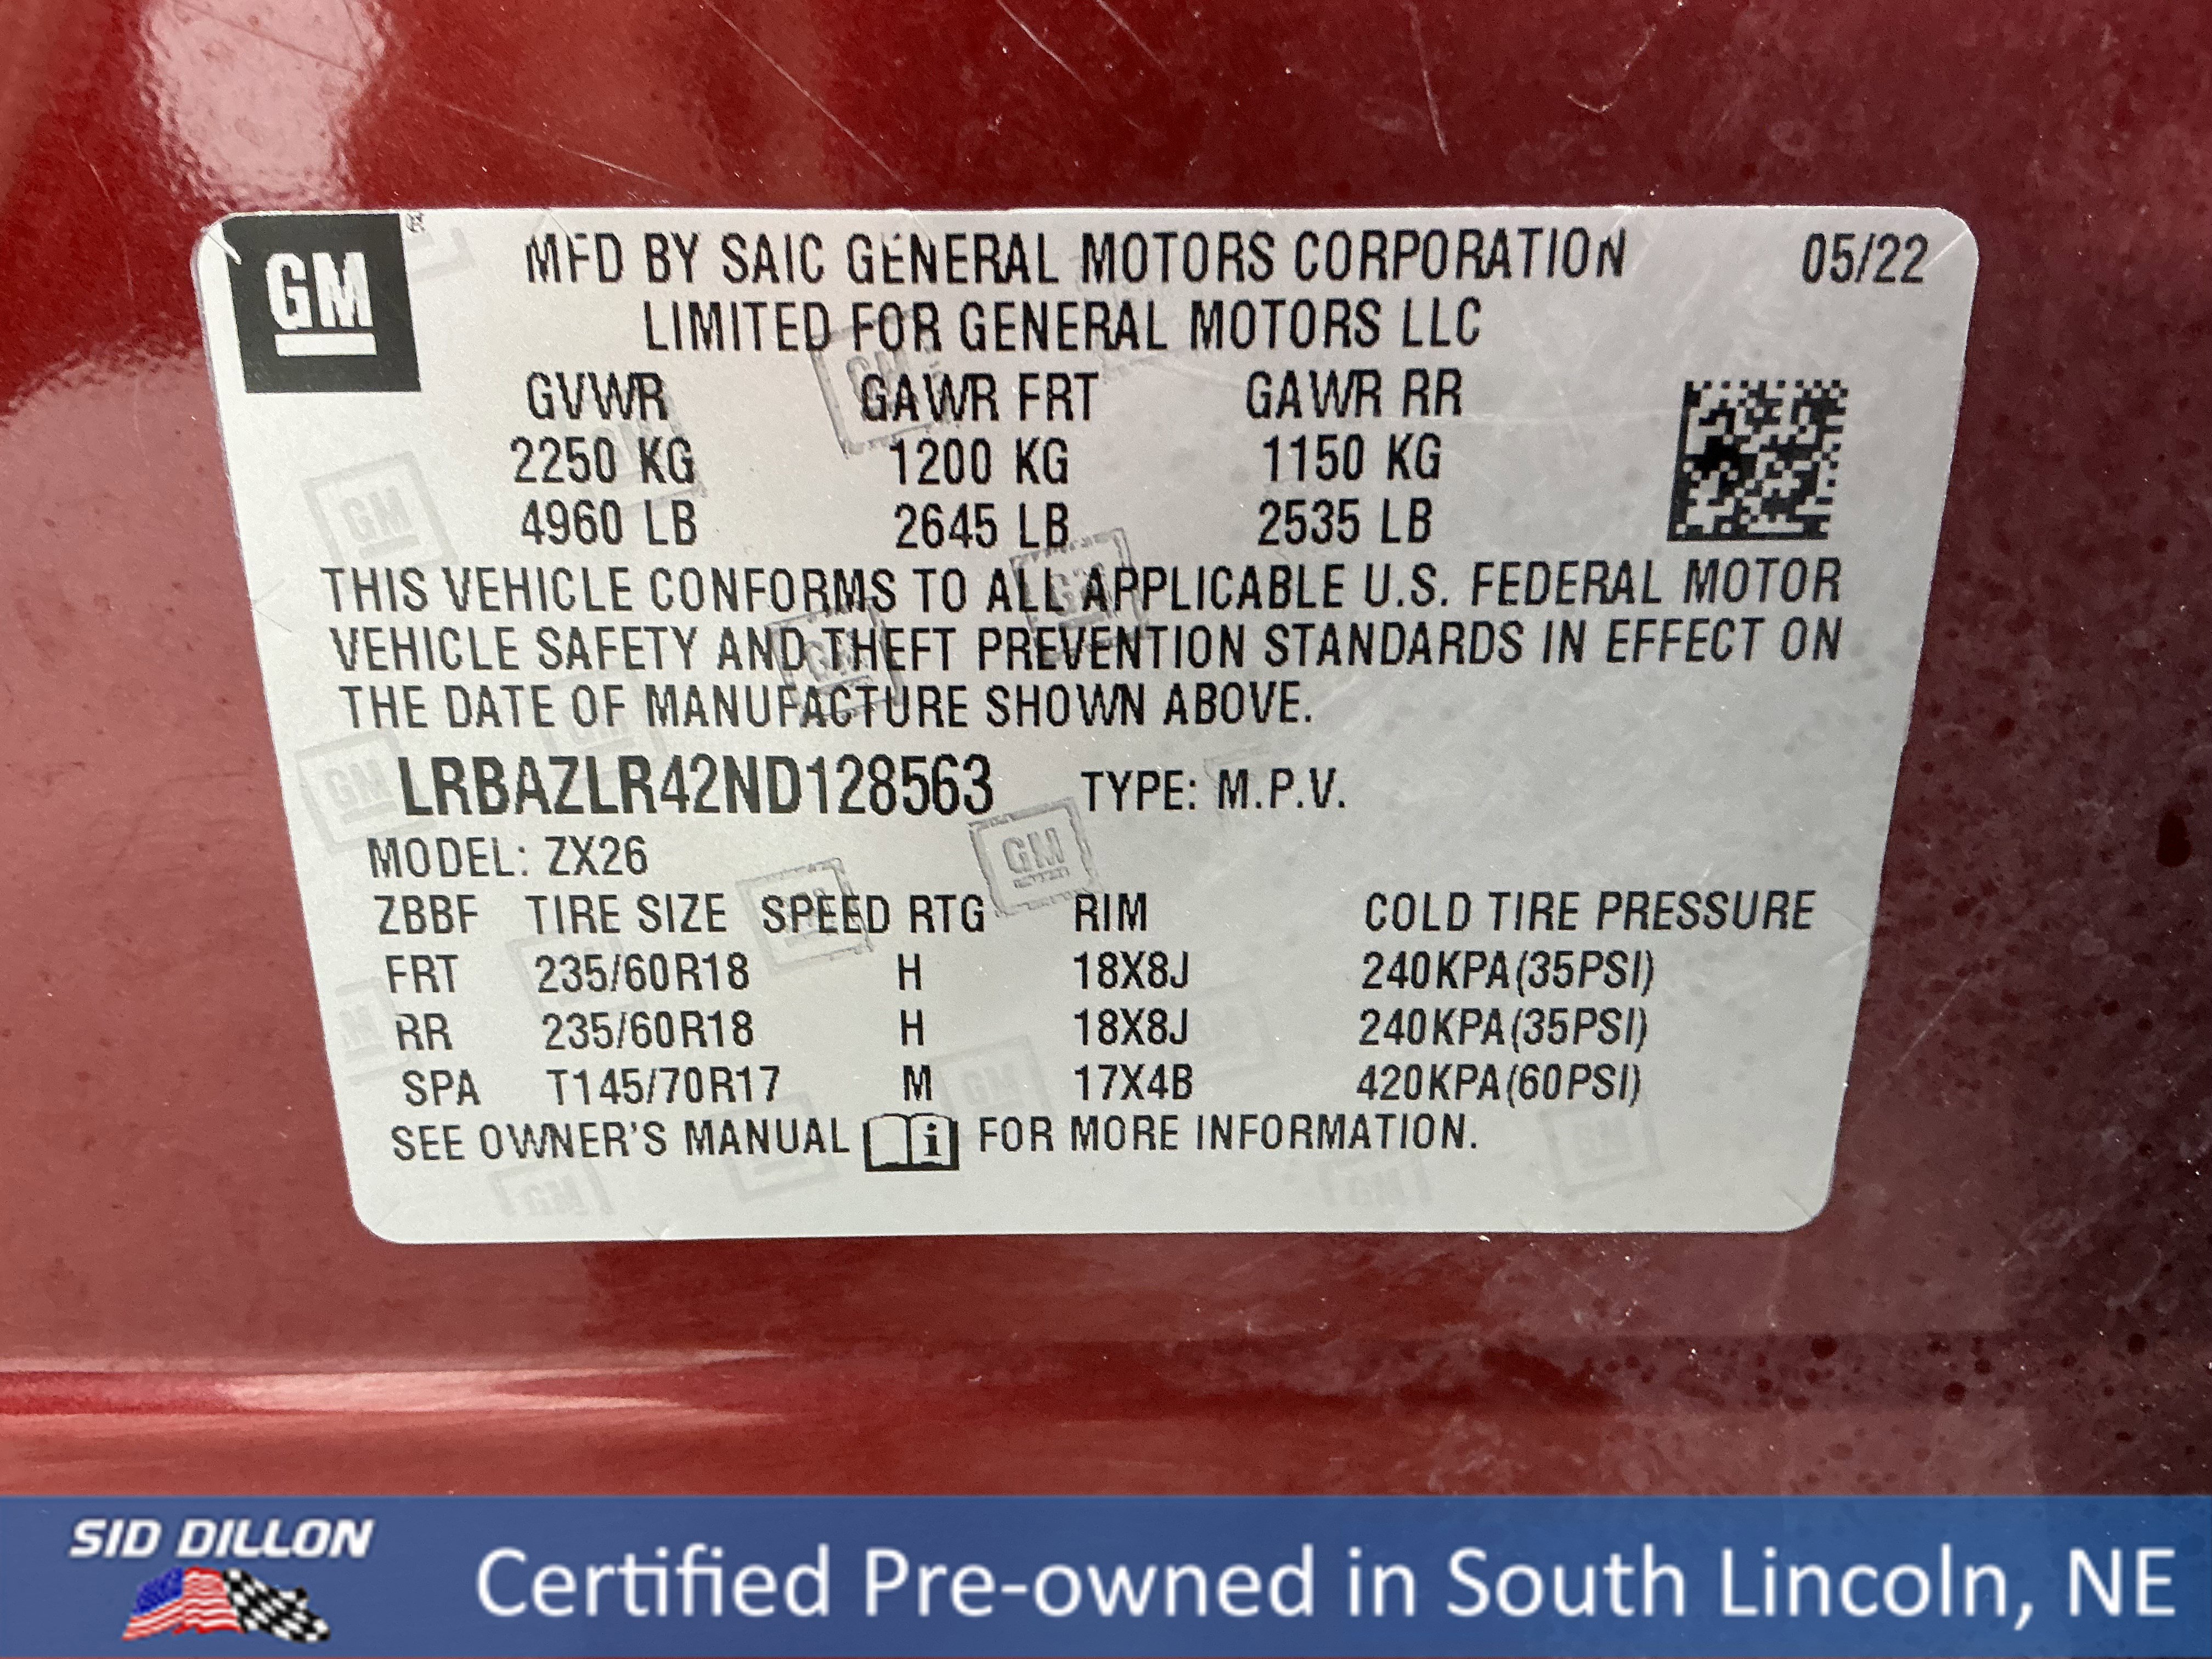 GM
MFD BY SAIC GENERAL MOTORS CORPORATION 05/22
LIMITED FOR GENERAL MOTORS LLC
GVWR GAWR FRT GAWR RR
2250 KG 1200 KG 1150 KG
4960 LB 2645 LB 2535 LB
THIS VEHICLE CONFORMS TO ALL APPLICABLE U.S. FEDERAL MOTOR
VEHICLE SAFETY AND THEFT PREVENTION STANDARDS IN EFFECT ON
THE DATE OF MANUFACTURE SHOWN ABOVE.
LRBAZLR42ND128563 TYPE: M.P.V.
MODEL: ZX26
ZBBF TIRE SIZE SPEED RTG RIM COLD TIRE PRESSURE
FRT 235/60R18 H 18X8J 240KPA(35PSI)
RR 235/60R18 H 18X8J 240KPA(35PSI)
SPA T145/70R17 M 17X4B 420KPA(60PSI)
SEE OWNER'S MANUAL FOR MORE INFORMATION.
SID DILLON
Certified Pre-owned in South Lincoln, NE